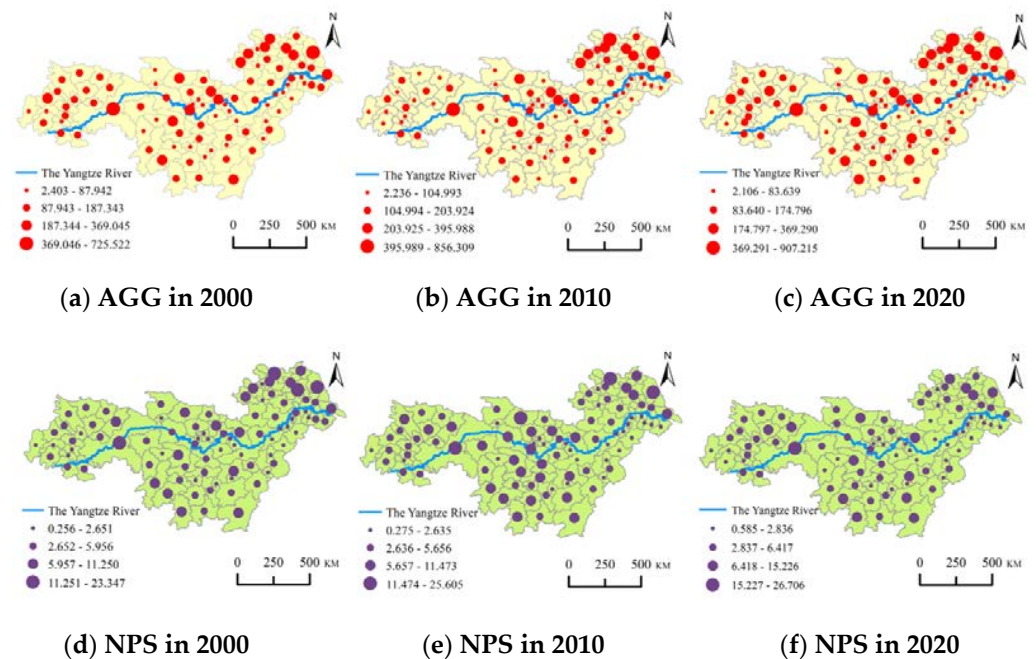 N
The Yangtze River
2.403 - 87.942
87.943 - 187.343
187.344 - 369.045
369.046 - 725.522
0 250 500 KM
(a) AGG in 2000
N
The Yangtze River
2.236 - 104.993
104.994 - 203.924
203.925 - 395.988
395.989 - 856.309
0 250 500 KM
(b) AGG in 2010
N
The Yangtze River
2.106 - 83.639
83.640 - 174.796
174.797 - 369.290
369.291 - 907.215
0 250 500 KM
(c) AGG in 2020
N
The Yangtze River
0.256 - 2.651
2.652 - 5.956
5.957 - 11.250
11.251 - 23.347
0 250 500 KM
(d) NPS in 2000
N
The Yangtze River
0.275 - 2.635
2.636 - 5.656
5.657 - 11.473
11.474 - 25.605
0 250 500 KM
(e) NPS in 2010
N
The Yangtze River
0.585 - 2.836
2.837 - 6.417
6.418 - 15.226
15.227 - 26.706
0 250 500 KM
(f) NPS in 2020